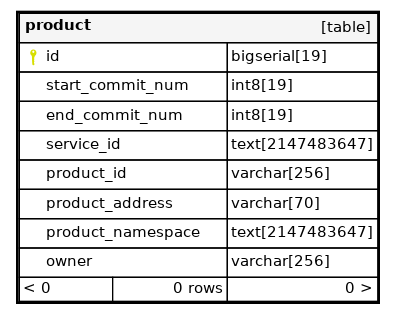 product [table]
id bigserial[19]
start_commit_num int8[19]
end_commit_num int8[19]
service_id text[2147483647]
product_id varchar[256]
product_address varchar[70]
product_namespace text[2147483647]
owner varchar[256]
< 0 0 rows 0 >